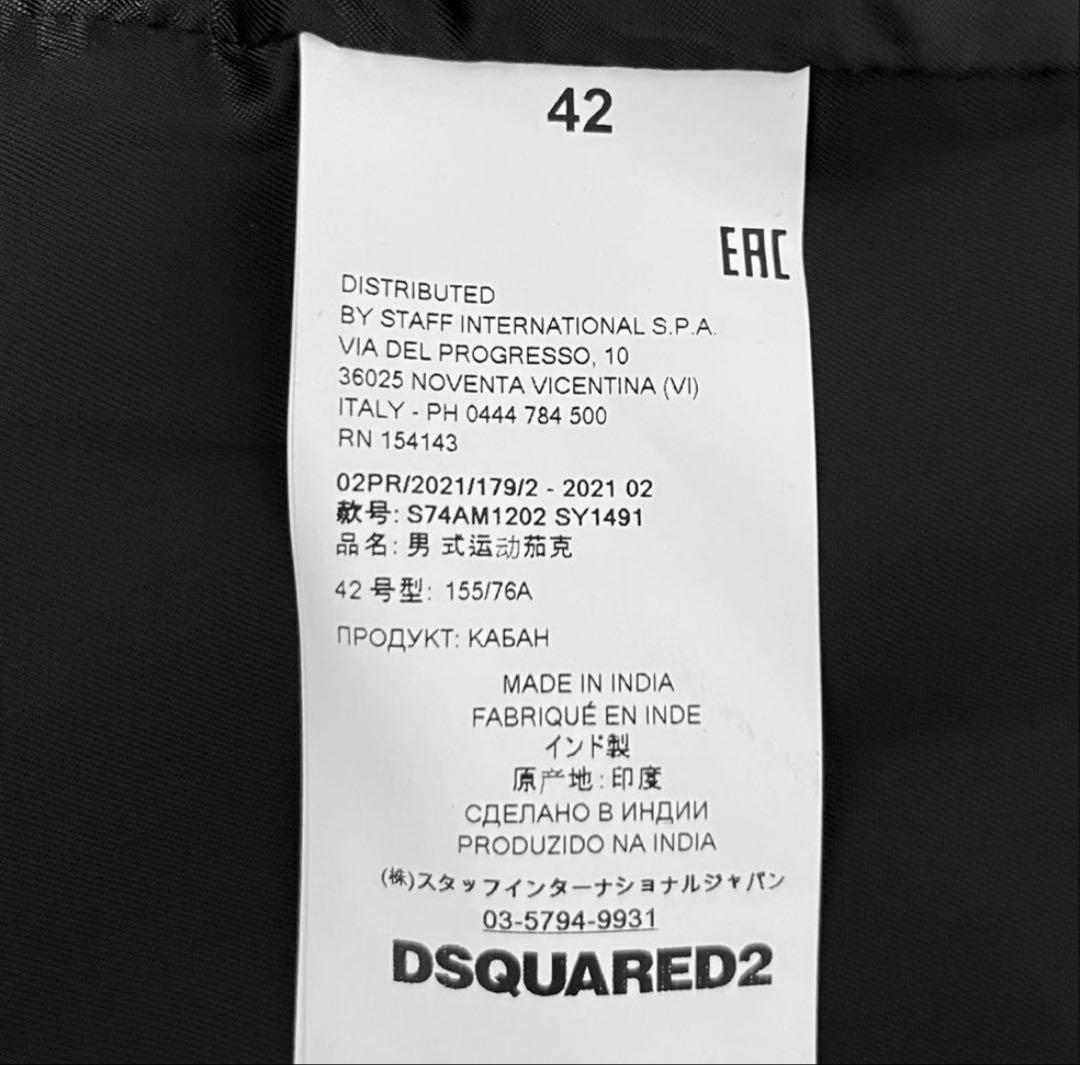 42
EAC
DISTRIBUTED
BY STAFF INTERNATIONAL S.P.A.
VIA DEL PROGRESSO, 10
36025 NOVENTA VICENTINA (VI)
ITALY - PH 0444 784 500
RN 154143
02PR/2021/179/2 - 2021 02
款号: S74AM1202 SY1491
品名: 男 式运动茄克
42 号型: 155/76A
ПРОДУКТ: КАБАН
MADE IN INDIA
FABRIQUÉ EN INDE
インド製
原产地:印度
СДЕЛАНО В ИНДИИ
PRODUZIDO NA INDIA
(株)スタッフインターナショナルジャパン
03-5794-9931
DSQUARED2